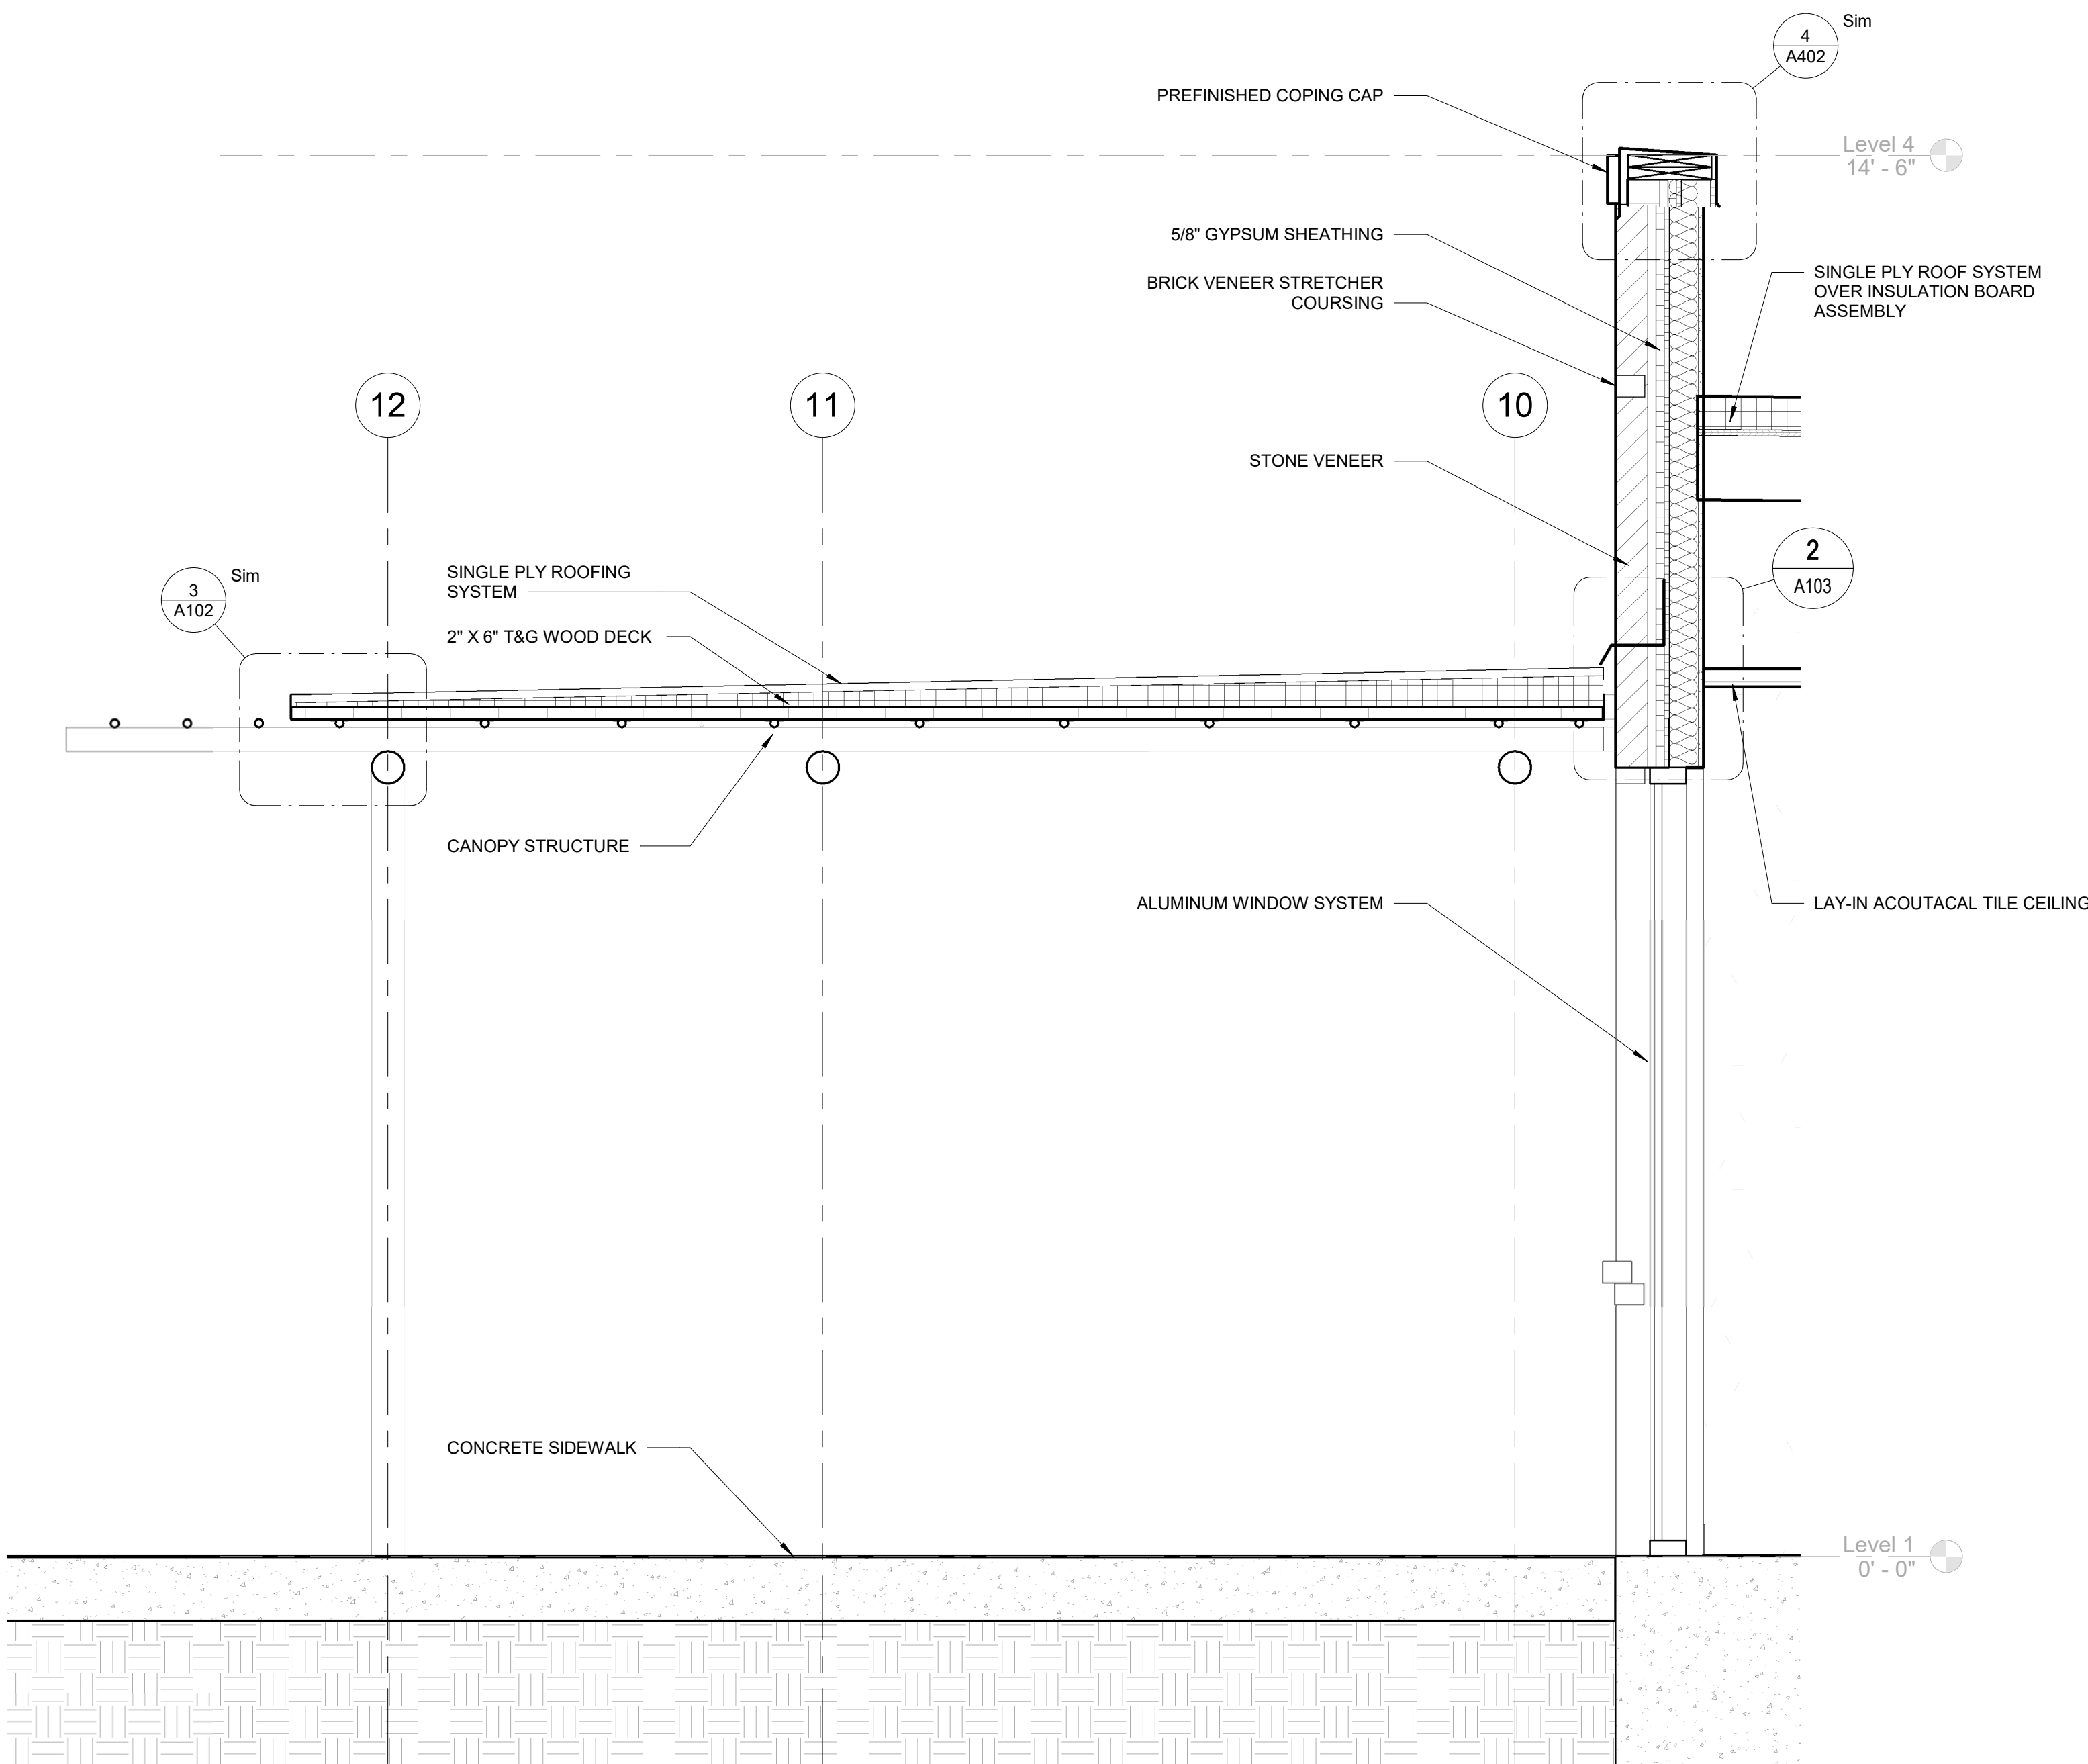 4
A402
Sim
PREFINISHED COPING CAP
Level 4
14' - 6"
5/8" GYPSUM SHEATHING
BRICK VENEER STRETCHER
COURSING
SINGLE PLY ROOF SYSTEM
OVER INSULATION BOARD
ASSEMBLY
12
11
10
STONE VENEER
2
A103
3
A102
Sim
SINGLE PLY ROOFING
SYSTEM
2" X 6" T&G WOOD DECK
CANOPY STRUCTURE
ALUMINUM WINDOW SYSTEM
LAY-IN ACOUTACAL TILE CEILING
CONCRETE SIDEWALK
Level 1
0' - 0"